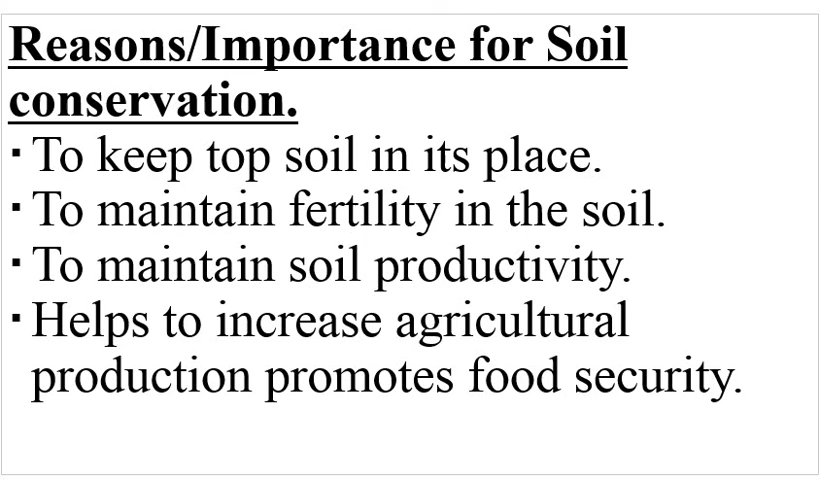 Reasons/Importance for Soil
conservation.
▪ To keep top soil in its place.
▪ To maintain fertility in the soil.
▪ To maintain soil productivity.
▪ Helps to increase agricultural
production promotes food security.